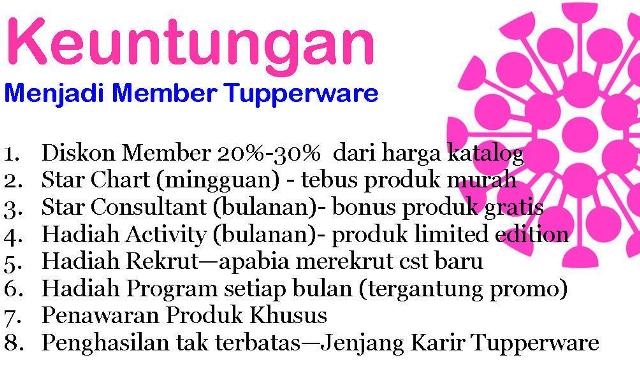 Keuntungan
Menjadi Member Tupperware
1. Diskon Member 20%-30% dari harga katalog
2. Star Chart (mingguan) - tebus produk murah
3. Star Consultant (bulanan)- bonus produk gratis
4. Hadiah Activity (bulanan)- produk limited edition
5. Hadiah Rekrut—apabia merekrut cst baru
6. Hadiah Program setiap bulan (tergantung promo)
7. Penawaran Produk Khusus
8. Penghasilan tak terbatas—Jenjang Karir Tupperware